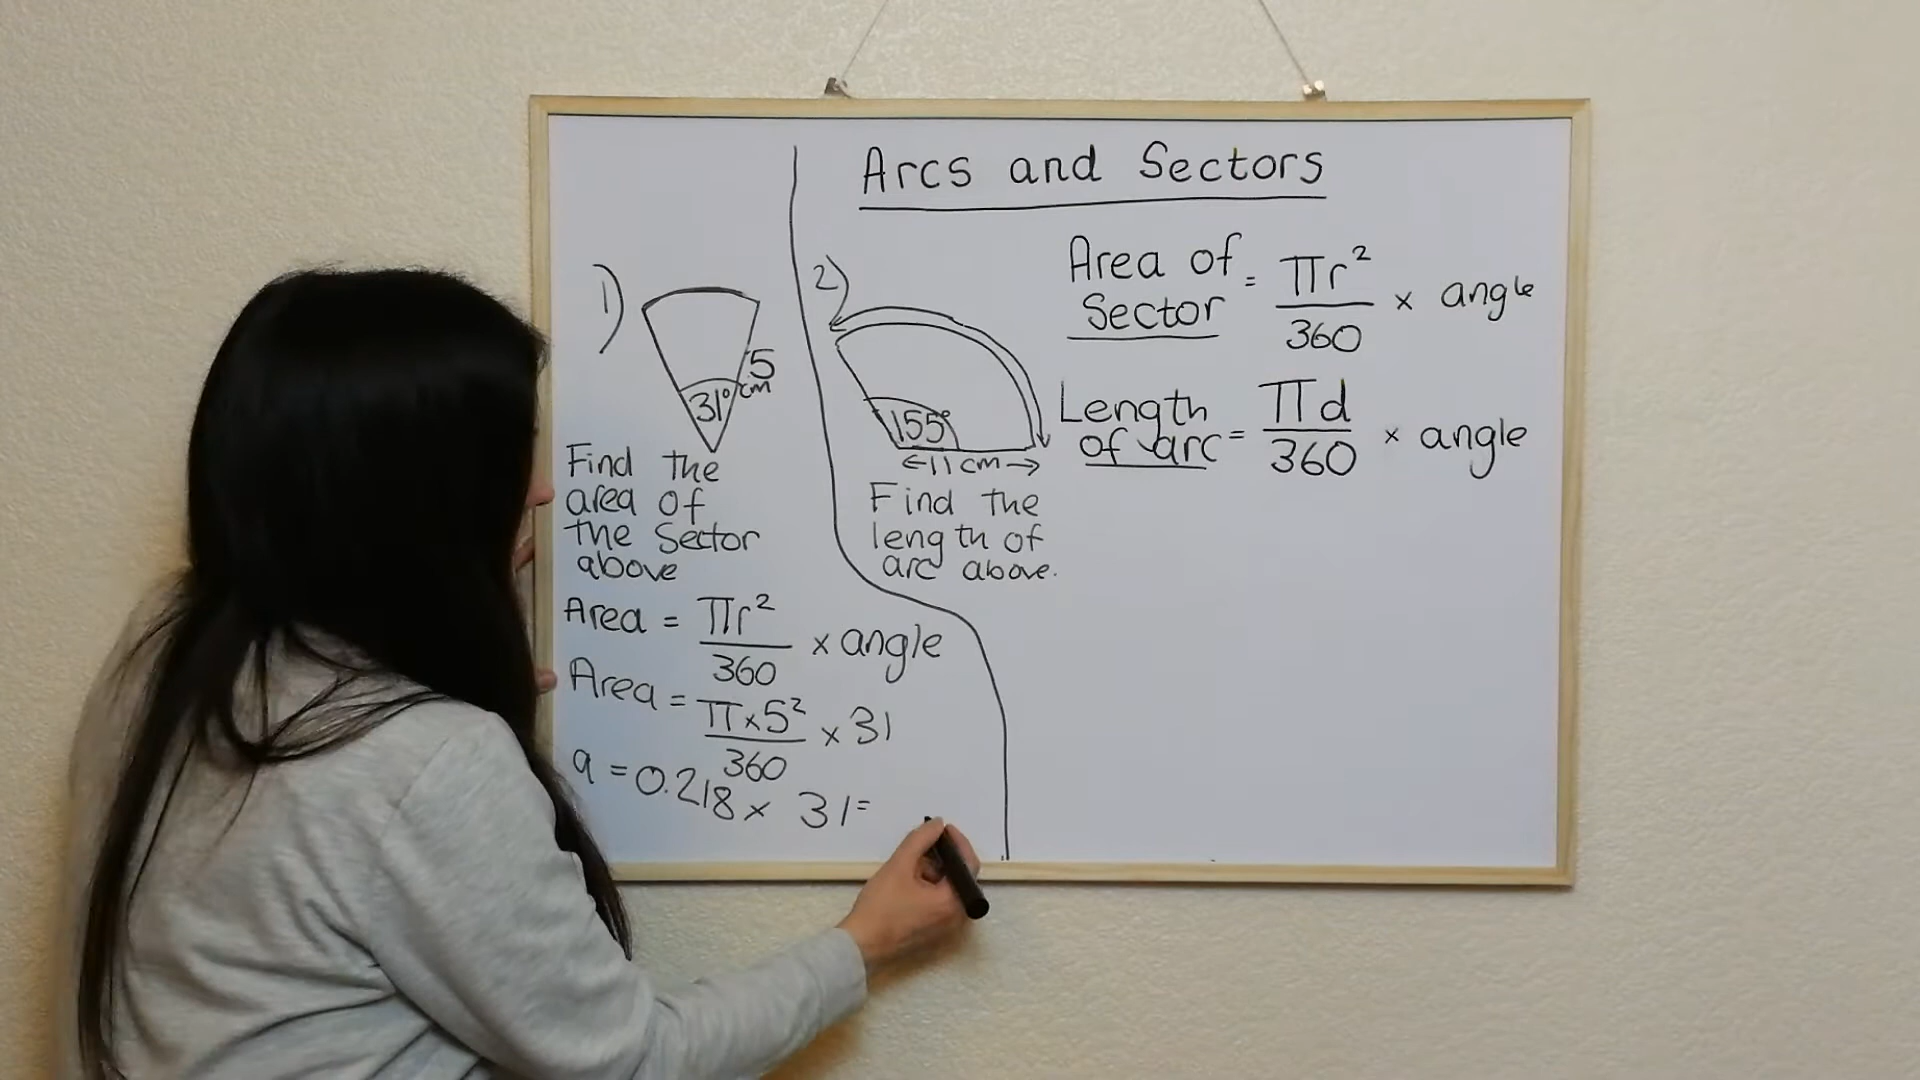 Arcs and Sectors
1)
5
cm
31°
Find the
area of
the Sector
above
Area = πr²/360 × angle
Area = π×5²/360 × 31
a = 0.218 × 31 =
2)
155°
←11cm→
Find the
length of
arc above.
Area of Sector = πr²/360 × angle
Length of arc = πd/360 × angle